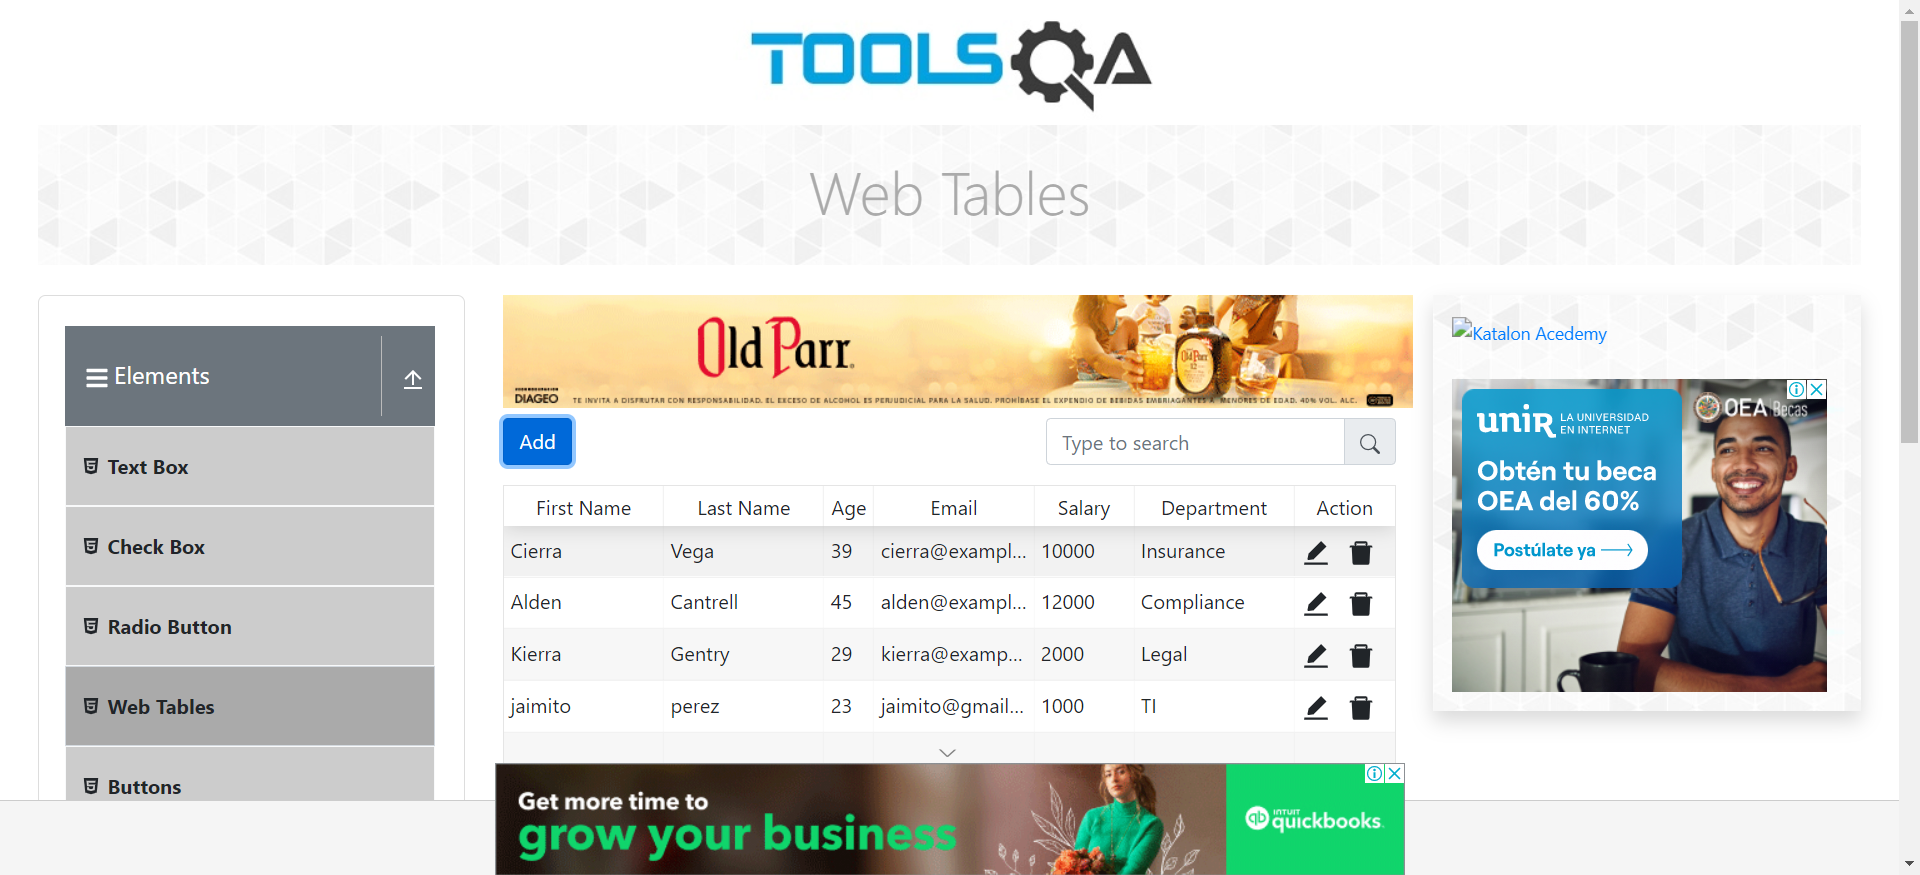 TOOLSQA
Web Tables
Elements
Text Box
Check Box
Radio Button
Web Tables
Buttons
Old Parr
DIAGEO
TE INVITA A DISFRUTAR CON RESPONSABILIDAD. EL EXCESO DE ALCOHOL ES PERJUDICIAL PARA LA SALUD. PROHÍBASE EL EXPENDIO DE BEBIDAS EMBRIAGANTES A MENORES DE EDAD. 40% VOL. ALC.
Add
Type to search
First Name Last Name Age Email Salary Department Action
Cierra Vega 39 cierra@exampl... 10000 Insurance
Alden Cantrell 45 alden@exampl... 12000 Compliance
Kierra Gentry 29 kierra@examp... 2000 Legal
jaimito perez 23 jaimito@gmail... 1000 TI
Katalon Acedemy
unir LA UNIVERSIDAD
EN INTERNET
OEA Becas
Obtén tu beca
OEA del 60%
Postúlate ya
Get more time to
grow your business
qb INTUIT
quickbooks.